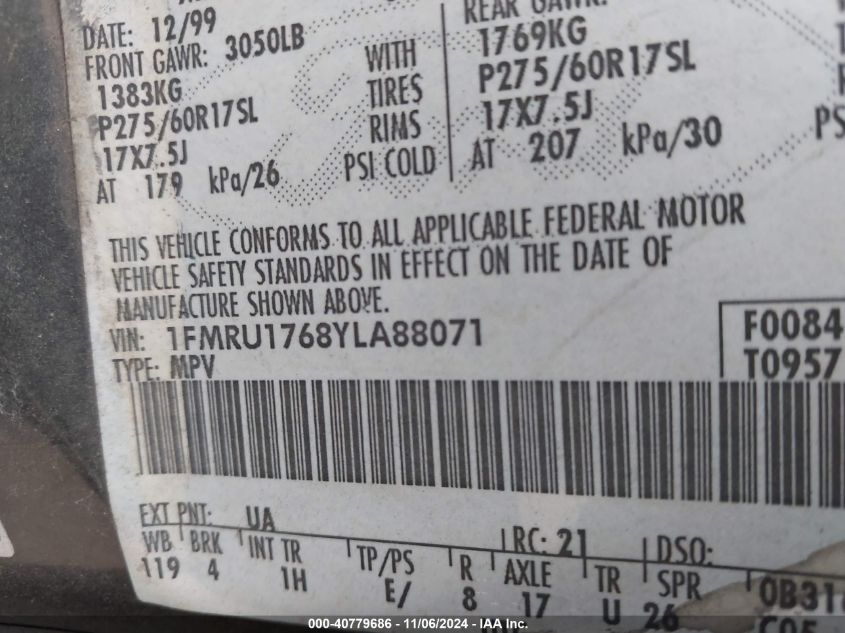 DATE: 12/99
FRONT GAWR: 3050LB
1383KG WITH
P275/60R17SL TIRES
17X7.5J RIMS
AT 179 kPa/26 PSI COLD
REAR GAWR:
1769KG
P275/60R17SL
17X7.5J
AT 207 kPa/30 PS
THIS VEHICLE CONFORMS TO ALL APPLICABLE FEDERAL MOTOR
VEHICLE SAFETY STANDARDS IN EFFECT ON THE DATE OF
MANUFACTURE SHOWN ABOVE.
VIN: 1FMRU1768YLA88071
TYPE: MPV
F0084
T0957
EXT PNT: UA RC: 21 DSO:
WB BRK INT TR TP/PS R AXLE TR SPR
119 4 1H E/ 8 17 U 26
000-40779686 - 11/06/2024 - IAA Inc.